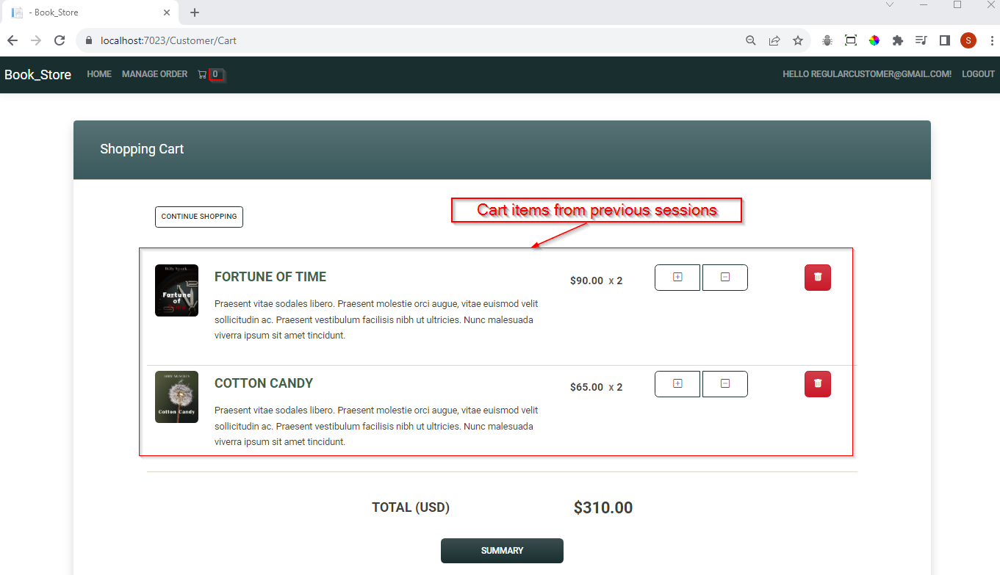 - Book_Store
localhost:7023/Customer/Cart
S
Book_Store HOME MANAGE ORDER 0 HELLO REGULARCUSTOMER@GMAIL.COM! LOGOUT
Shopping Cart
CONTINUE SHOPPING
Cart items from previous sessions
Billy Spark
Fortune
of
Time
FORTUNE OF TIME
$90.00 x 2
Praesent vitae sodales libero. Praesent molestie orci augue, vitae euismod velit
sollicitudin ac. Praesent vestibulum facilisis nibh ut ultricies. Nunc malesuada
viverra ipsum sit amet tincidunt.
Cotton Candy
COTTON CANDY
$65.00 x 2
Praesent vitae sodales libero. Praesent molestie orci augue, vitae euismod velit
sollicitudin ac. Praesent vestibulum facilisis nibh ut ultricies. Nunc malesuada
viverra ipsum sit amet tincidunt.
TOTAL (USD) $310.00
SUMMARY